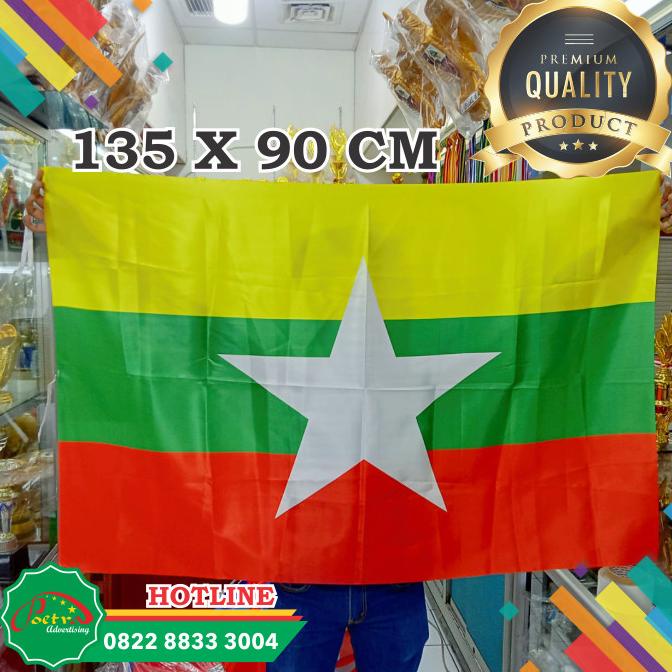 135 X 90 CM
PREMIUM
QUALITY
PRODUCT
HOTLINE
0822 8833 3004
Poetra
Advertising